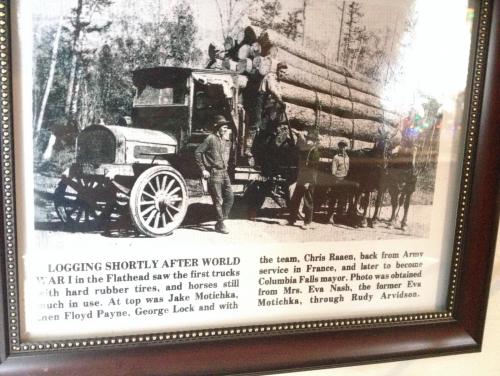 LOGGING SHORTLY AFTER WORLD
WAR I in the Flathead saw the first trucks
with hard rubber tires, and horses still
much in use. At top was Jake Motichka,
then Floyd Payne, George Lock and with
the team, Chris Raaen, back from Army
service in France, and later to become
Columbia Falls mayor. Photo was obtained
from Mrs. Eva Nash, the former Eva
Motichka, through Rudy Arvidson.